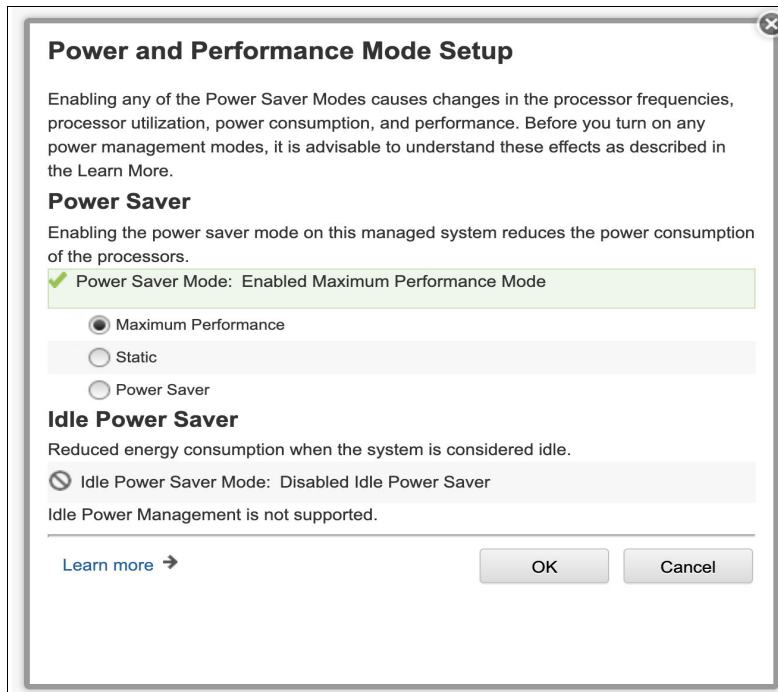 Power and Performance Mode Setup
Enabling any of the Power Saver Modes causes changes in the processor frequencies,
processor utilization, power consumption, and performance. Before you turn on any
power management modes, it is advisable to understand these effects as described in
the Learn More.
Power Saver
Enabling the power saver mode on this managed system reduces the power consumption
of the processors.
Power Saver Mode: Enabled Maximum Performance Mode
Maximum Performance
Static
Power Saver
Idle Power Saver
Reduced energy consumption when the system is considered idle.
Idle Power Saver Mode: Disabled Idle Power Saver
Idle Power Management is not supported.
Learn more
OK
Cancel